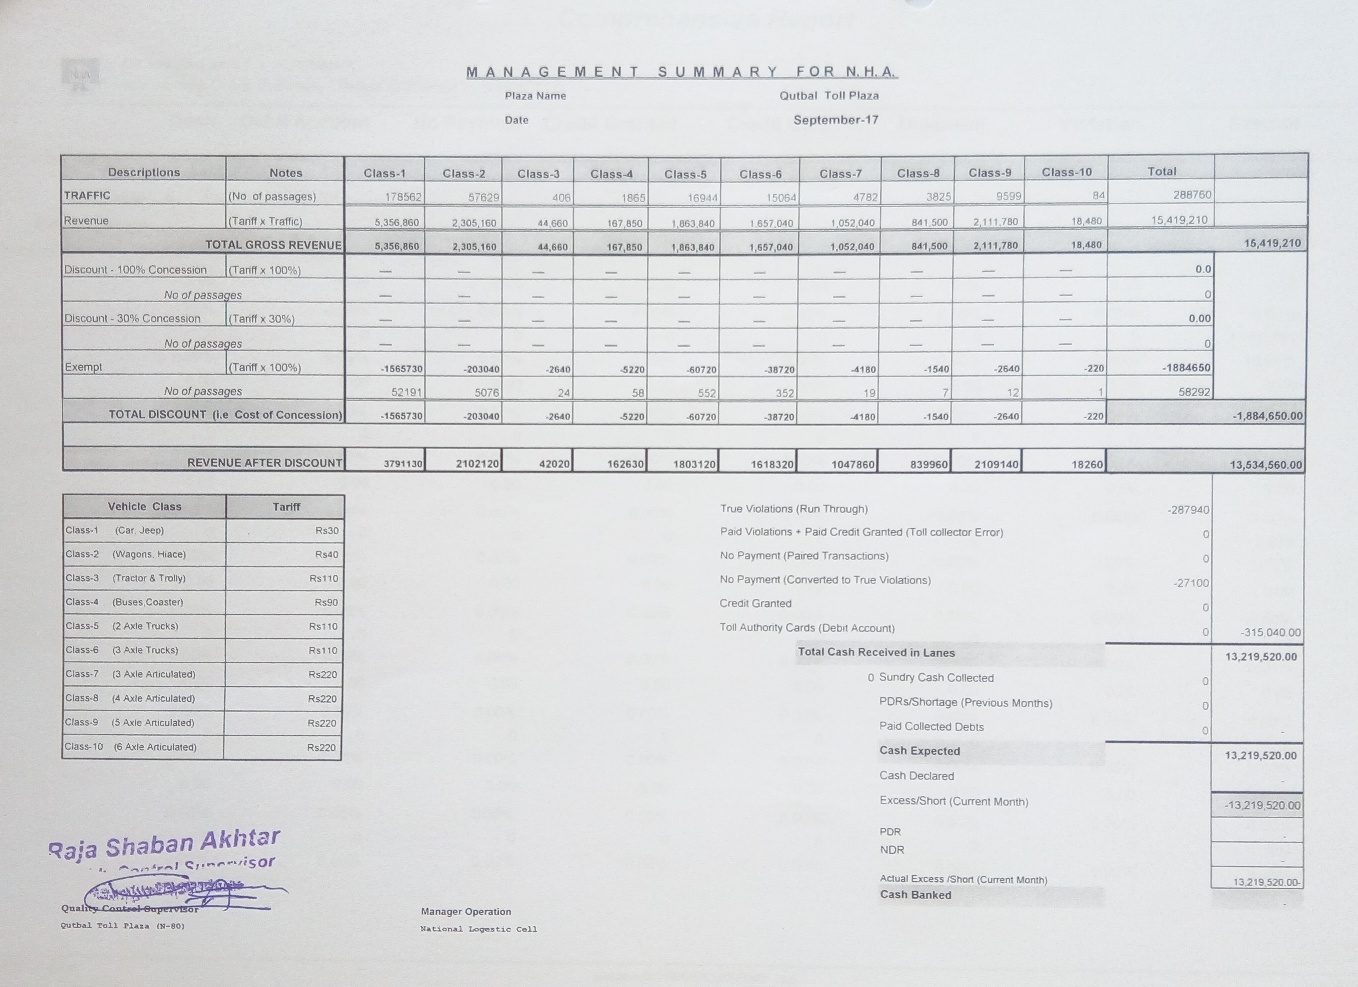 MANAGEMENT SUMMARY FOR N.H.A.
Plaza Name Qutbal Toll Plaza
Date September-17
Descriptions Notes Class-1 Class-2 Class-3 Class-4 Class-5 Class-6 Class-7 Class-8 Class-9 Class-10 Total
TRAFFIC (No of passages) 178562 57629 406 1865 16944 15064 4782 3825 9599 84 288760
Revenue (Tariff x Traffic) 5,356,860 2,305,160 44,660 167,850 1,863,840 1,657,040 1,052,040 841,500 2,111,780 18,480 15,419,210
TOTAL GROSS REVENUE 5,356,860 2,305,160 44,660 167,850 1,863,840 1,657,040 1,052,040 841,500 2,111,780 18,480 15,419,210
Discount - 100% Concession (Tariff x 100%) — — — — — — — — — — 0.0
No of passages — — — — — — — — — — 0
Discount - 30% Concession (Tariff x 30%) — — — — — — — — — — 0.00
No of passages — — — — — — — — — — 0
Exempt (Tariff x 100%) -1565730 -203040 -2640 -5220 -60720 -38720 -4180 -1540 -2640 -220 -1884650
No of passages 52191 5076 24 58 552 352 19 7 12 1 58292
TOTAL DISCOUNT (i.e Cost of Concession) -1565730 -203040 -2640 -5220 -60720 -38720 -4180 -1540 -2640 -220 -1,884,650.00
REVENUE AFTER DISCOUNT 3791130 2102120 42020 162630 1803120 1618320 1047860 839960 2109140 18260 13,534,560.00
Vehicle Class Tariff
Class-1 (Car, Jeep) Rs30
Class-2 (Wagons, Hiace) Rs40
Class-3 (Tractor & Trolly) Rs110
Class-4 (Buses,Coaster) Rs90
Class-5 (2 Axle Trucks) Rs110
Class-6 (3 Axle Trucks) Rs110
Class-7 (3 Axle Articulated) Rs220
Class-8 (4 Axle Articulated) Rs220
Class-9 (5 Axle Articulated) Rs220
Class-10 (6 Axle Articulated) Rs220
True Violations (Run Through) -287940
Paid Violations + Paid Credit Granted (Toll collector Error) 0
No Payment (Paired Transactions) 0
No Payment (Converted to True Violations) -27100
Credit Granted 0
Toll Authority Cards (Debit Account) 0 -315,040.00
Total Cash Received in Lanes 13,219,520.00
0 Sundry Cash Collected 0
PDRs/Shortage (Previous Months) 0
Paid Collected Debts 0 -
Cash Expected 13,219,520.00
Cash Declared -
Excess/Short (Current Month) -13,219,520.00
PDR -
NDR -
Actual Excess /Short (Current Month) 13,219,520.00-
Cash Banked
Raja Shaban Akhtar
Quality Control Supervisor
Qutbal Toll Plaza (N-80)
Manager Operation
National Logestic Cell